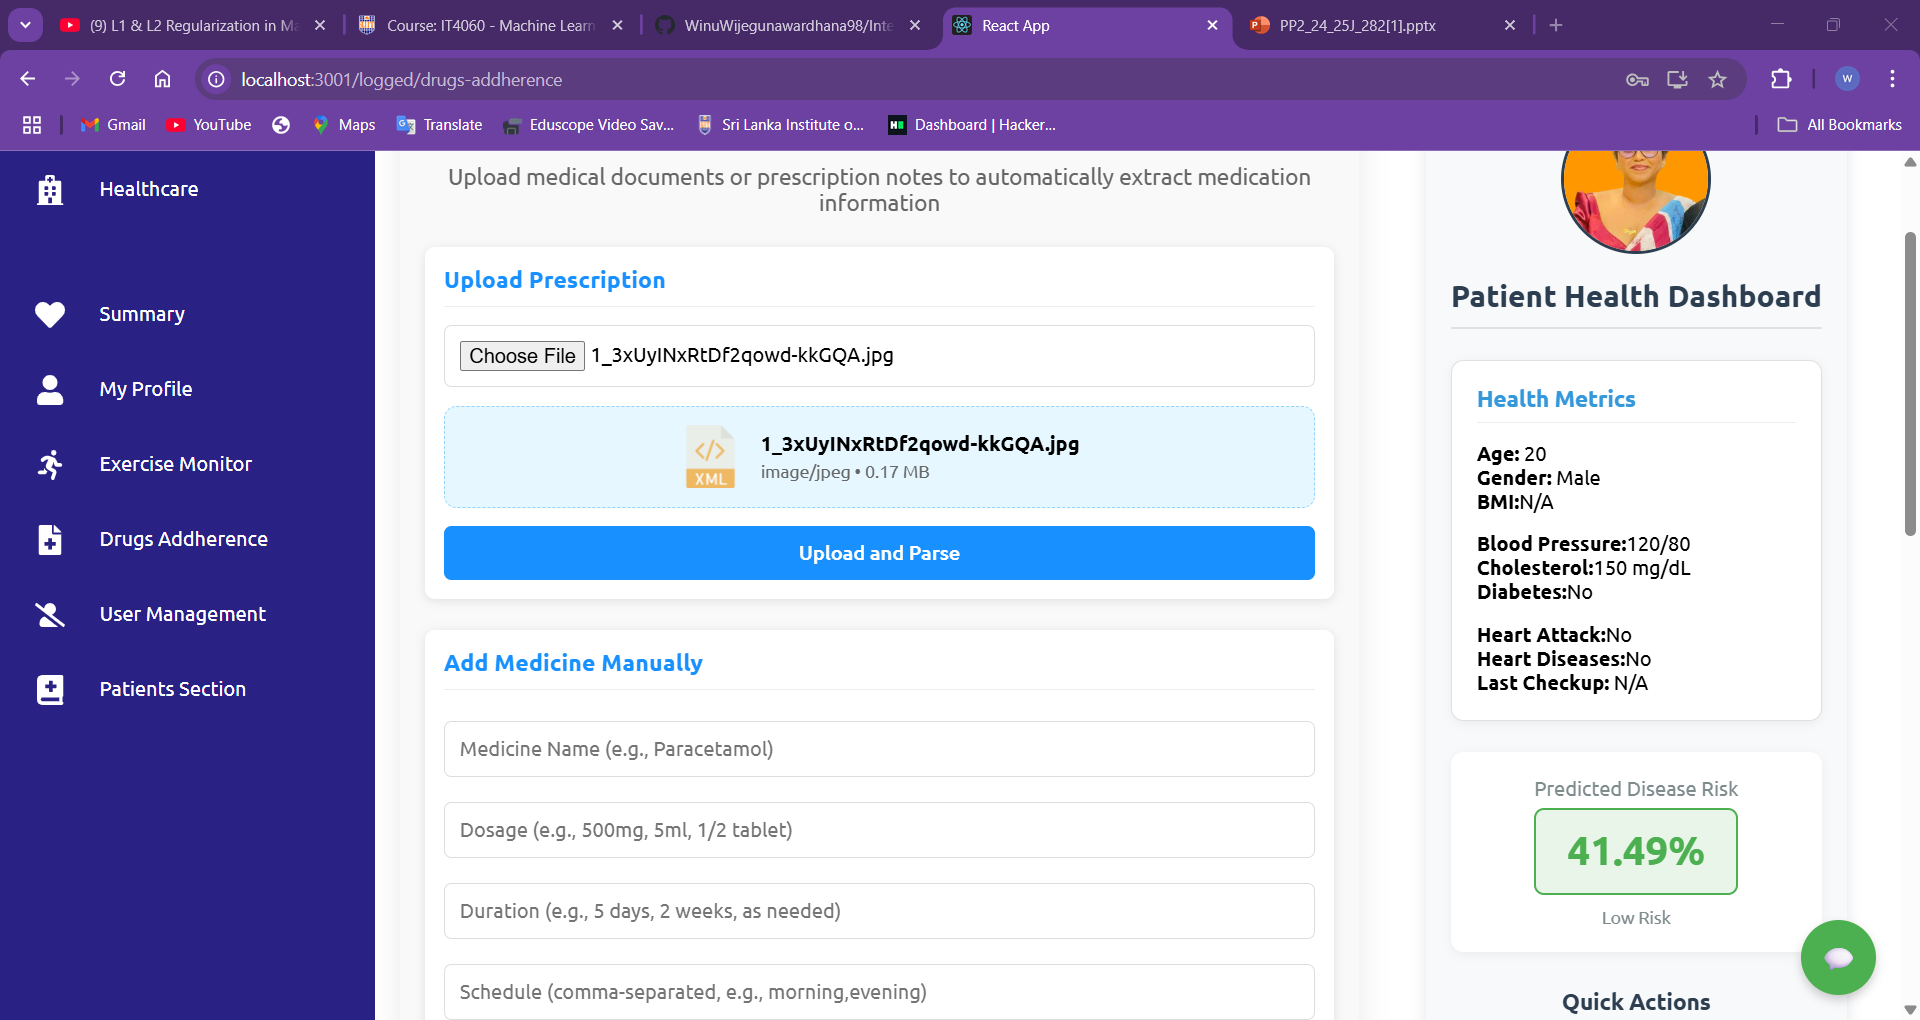 (9) L1 & L2 Regularization in Ma
Course: IT4060 - Machine Learn
WinuWijegunawardhana98/Inte
React App
PP2_24_25J_282[1].pptx
localhost:3001/logged/drugs-addherence
W
Gmail
YouTube
Maps
Translate
Eduscope Video Sav...
Sri Lanka Institute o...
Dashboard | Hacker...
All Bookmarks
Healthcare
Summary
My Profile
Exercise Monitor
Drugs Addherence
User Management
Patients Section
Upload medical documents or prescription notes to automatically extract medication
information
Upload Prescription
Choose File 1_3xUyINxRtDf2qowd-kkGQA.jpg
XML
1_3xUyINxRtDf2qowd-kkGQA.jpg
image/jpeg • 0.17 MB
Upload and Parse
Add Medicine Manually
Medicine Name (e.g., Paracetamol)
Dosage (e.g., 500mg, 5ml, 1/2 tablet)
Duration (e.g., 5 days, 2 weeks, as needed)
Schedule (comma-separated, e.g., morning,evening)
Patient Health Dashboard
Health Metrics
Age: 20
Gender: Male
BMI:N/A
Blood Pressure:120/80
Cholesterol:150 mg/dL
Diabetes:No
Heart Attack:No
Heart Diseases:No
Last Checkup: N/A
Predicted Disease Risk
41.49%
Low Risk
Quick Actions